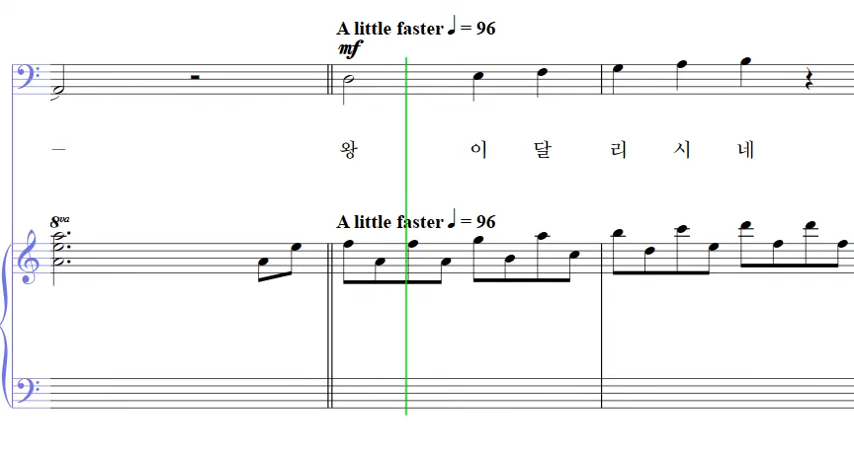 A little faster ♩ = 96
mf
왕 이 달 리 시 네
8va
A little faster ♩ = 96